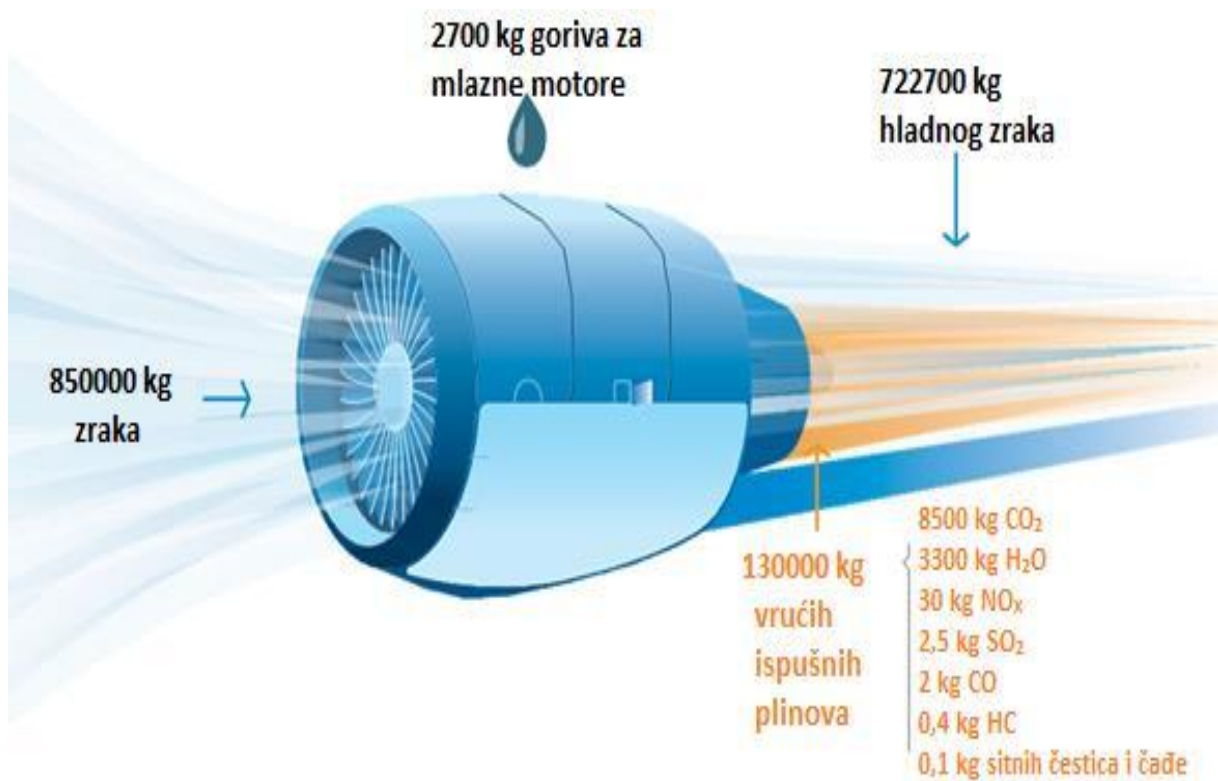 2700 kg goriva za
mlazne motore
722700 kg
hladnog zraka
850000 kg
zraka
130000 kg
vrućih
ispušnih
plinova
8500 kg CO₂
3300 kg H₂O
30 kg NOₓ
2,5 kg SO₂
2 kg CO
0,4 kg HC
0,1 kg sitnih čestica i čađe